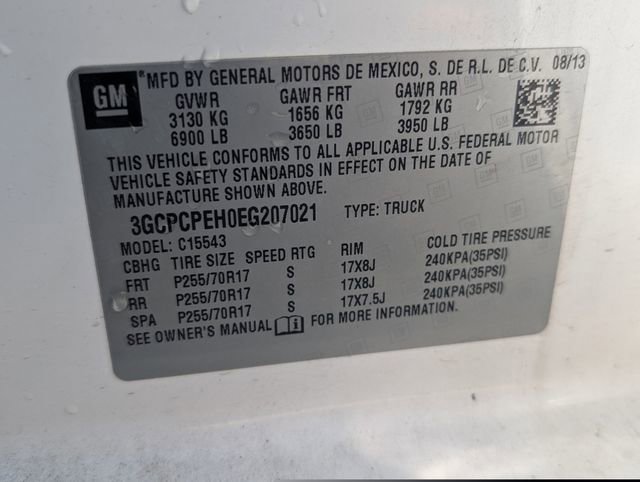 GM MFD BY GENERAL MOTORS DE MEXICO, S. DE R.L. DE C.V. 08/13
GVWR GAWR FRT GAWR RR
3130 KG 1656 KG 1792 KG
6900 LB 3650 LB 3950 LB
THIS VEHICLE CONFORMS TO ALL APPLICABLE U.S. FEDERAL MOTOR
VEHICLE SAFETY STANDARDS IN EFFECT ON THE DATE OF
MANUFACTURE SHOWN ABOVE.
3GCPCPEH0EG207021 TYPE: TRUCK
MODEL: C15543
CBHG TIRE SIZE SPEED RTG RIM COLD TIRE PRESSURE
FRT P255/70R17 S 17X8J 240KPA(35PSI)
RR P255/70R17 S 17X8J 240KPA(35PSI)
SPA P255/70R17 S 17X7.5J 240KPA(35PSI)
SEE OWNER'S MANUAL FOR MORE INFORMATION.